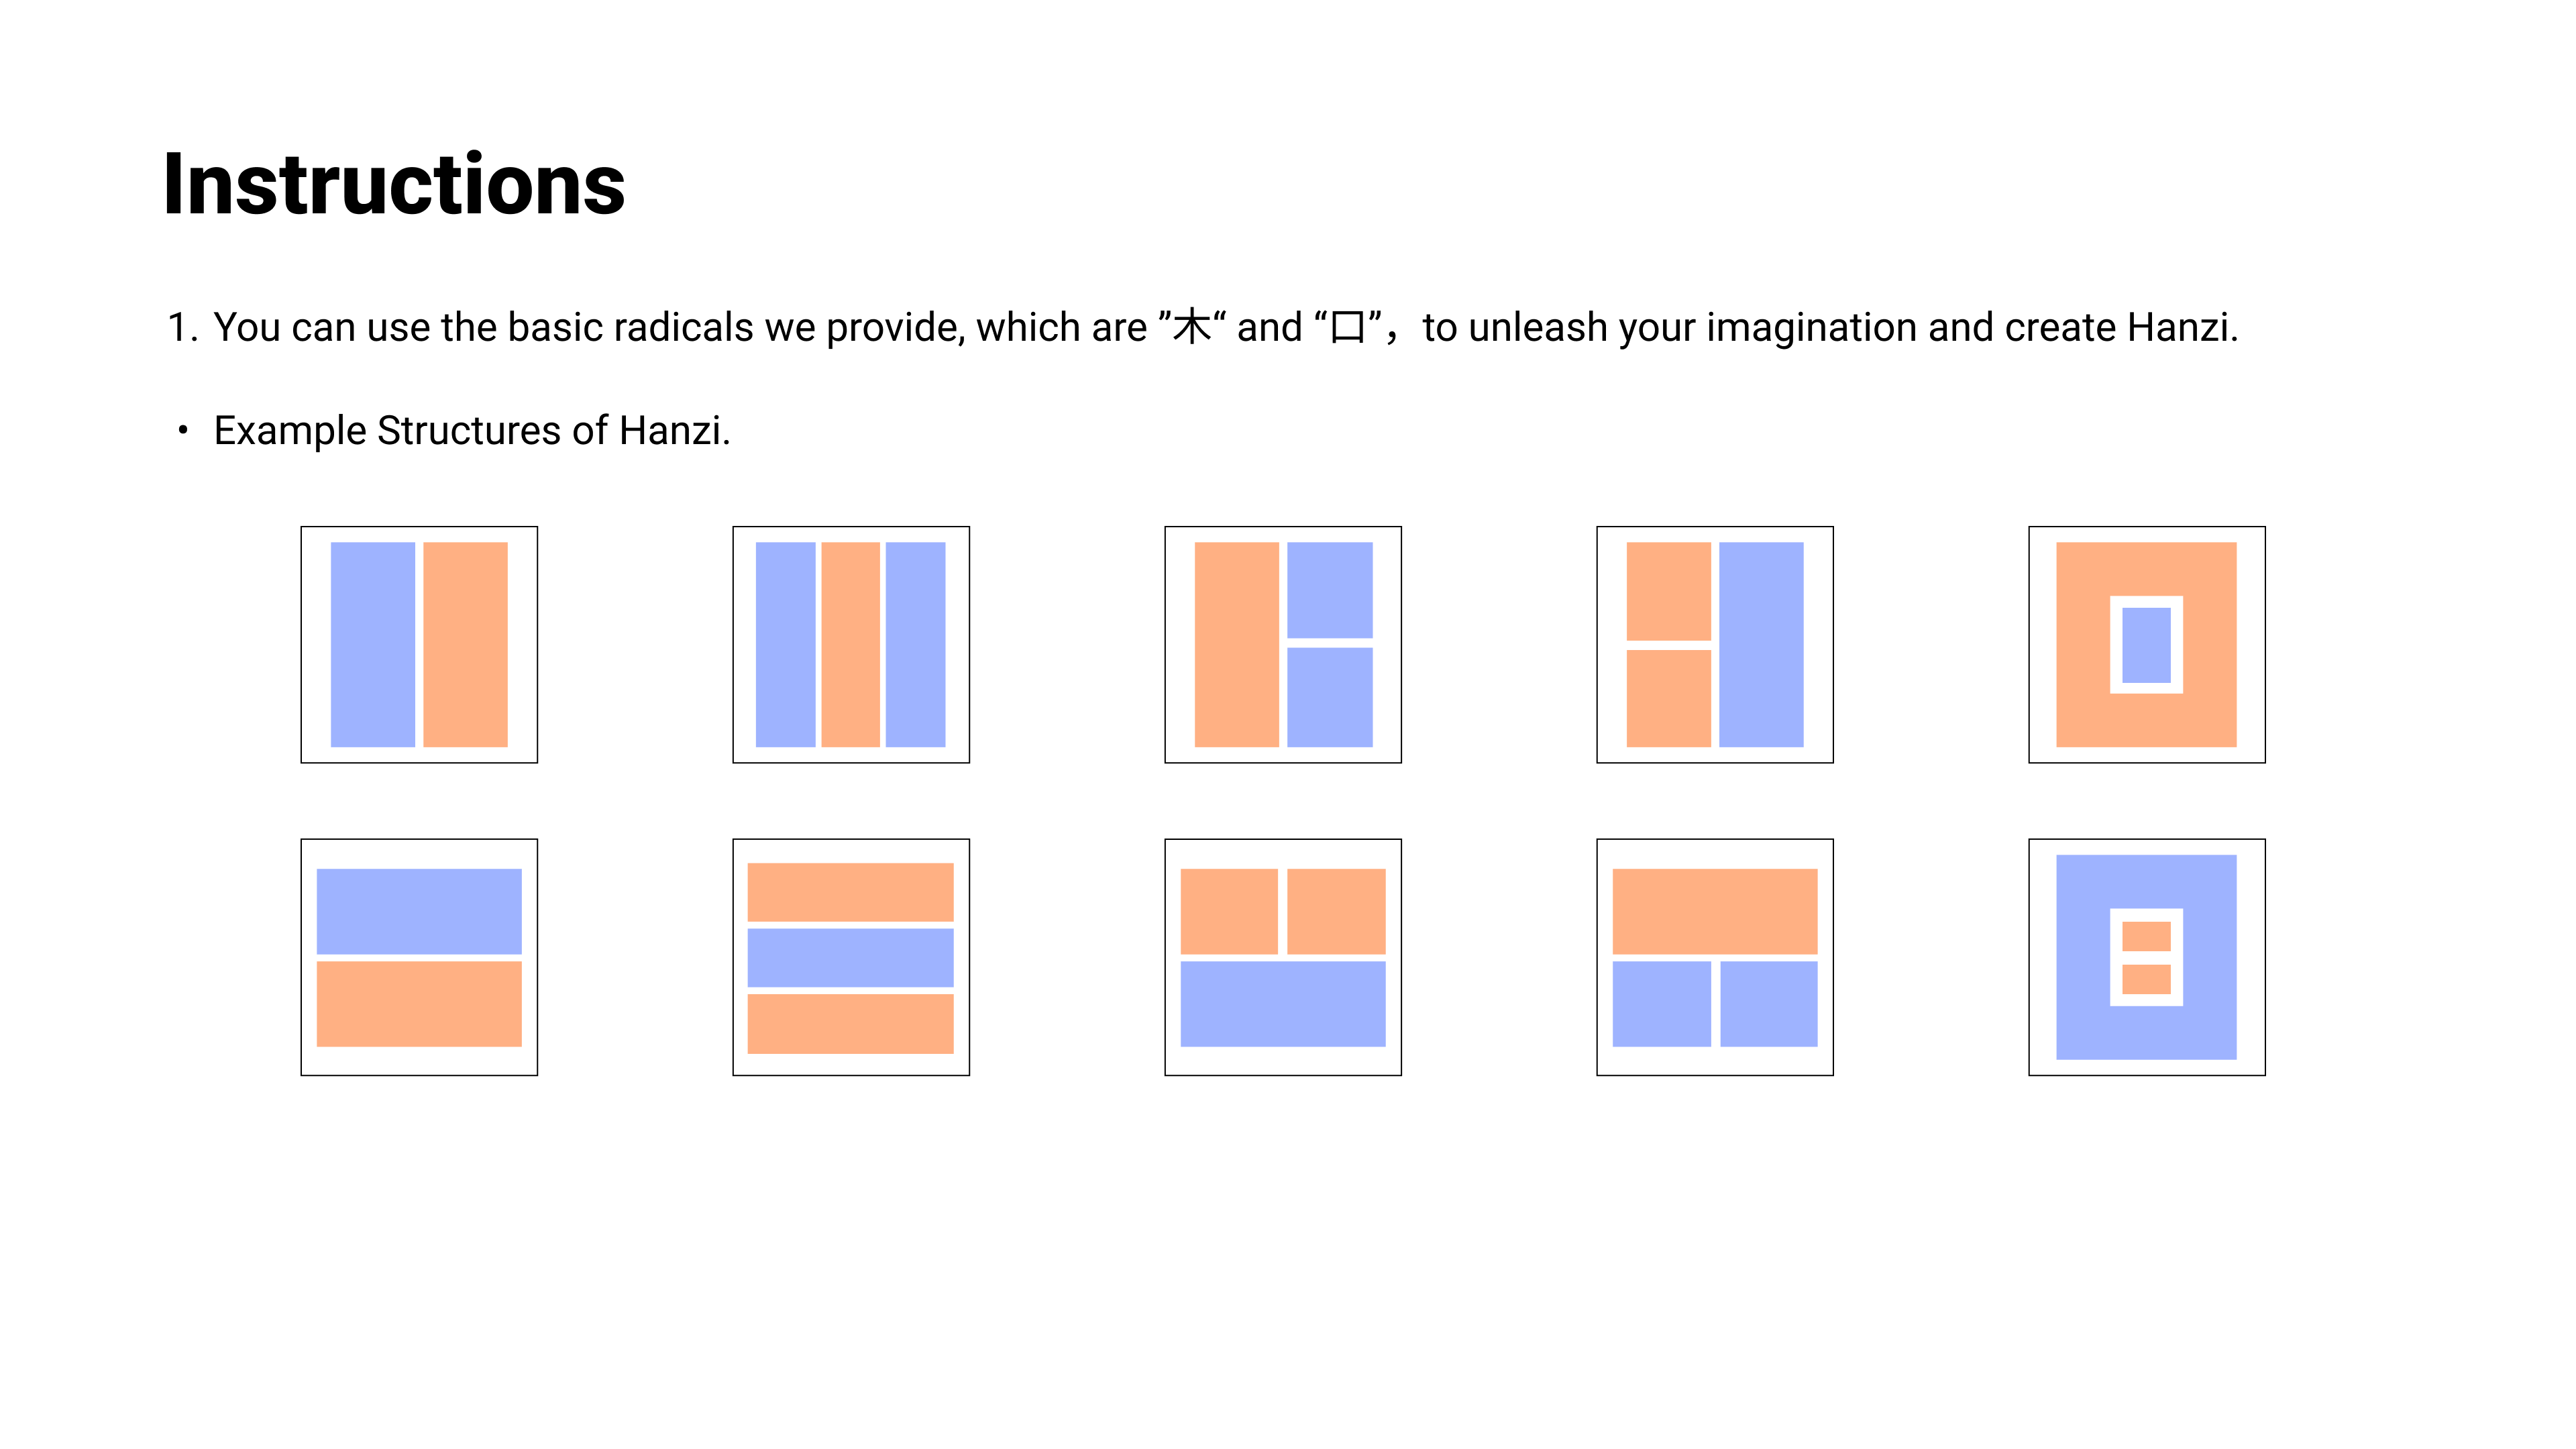 Instructions
1. You can use the basic radicals we provide, which are ”木“ and “口”，to unleash your imagination and create Hanzi.
• Example Structures of Hanzi.